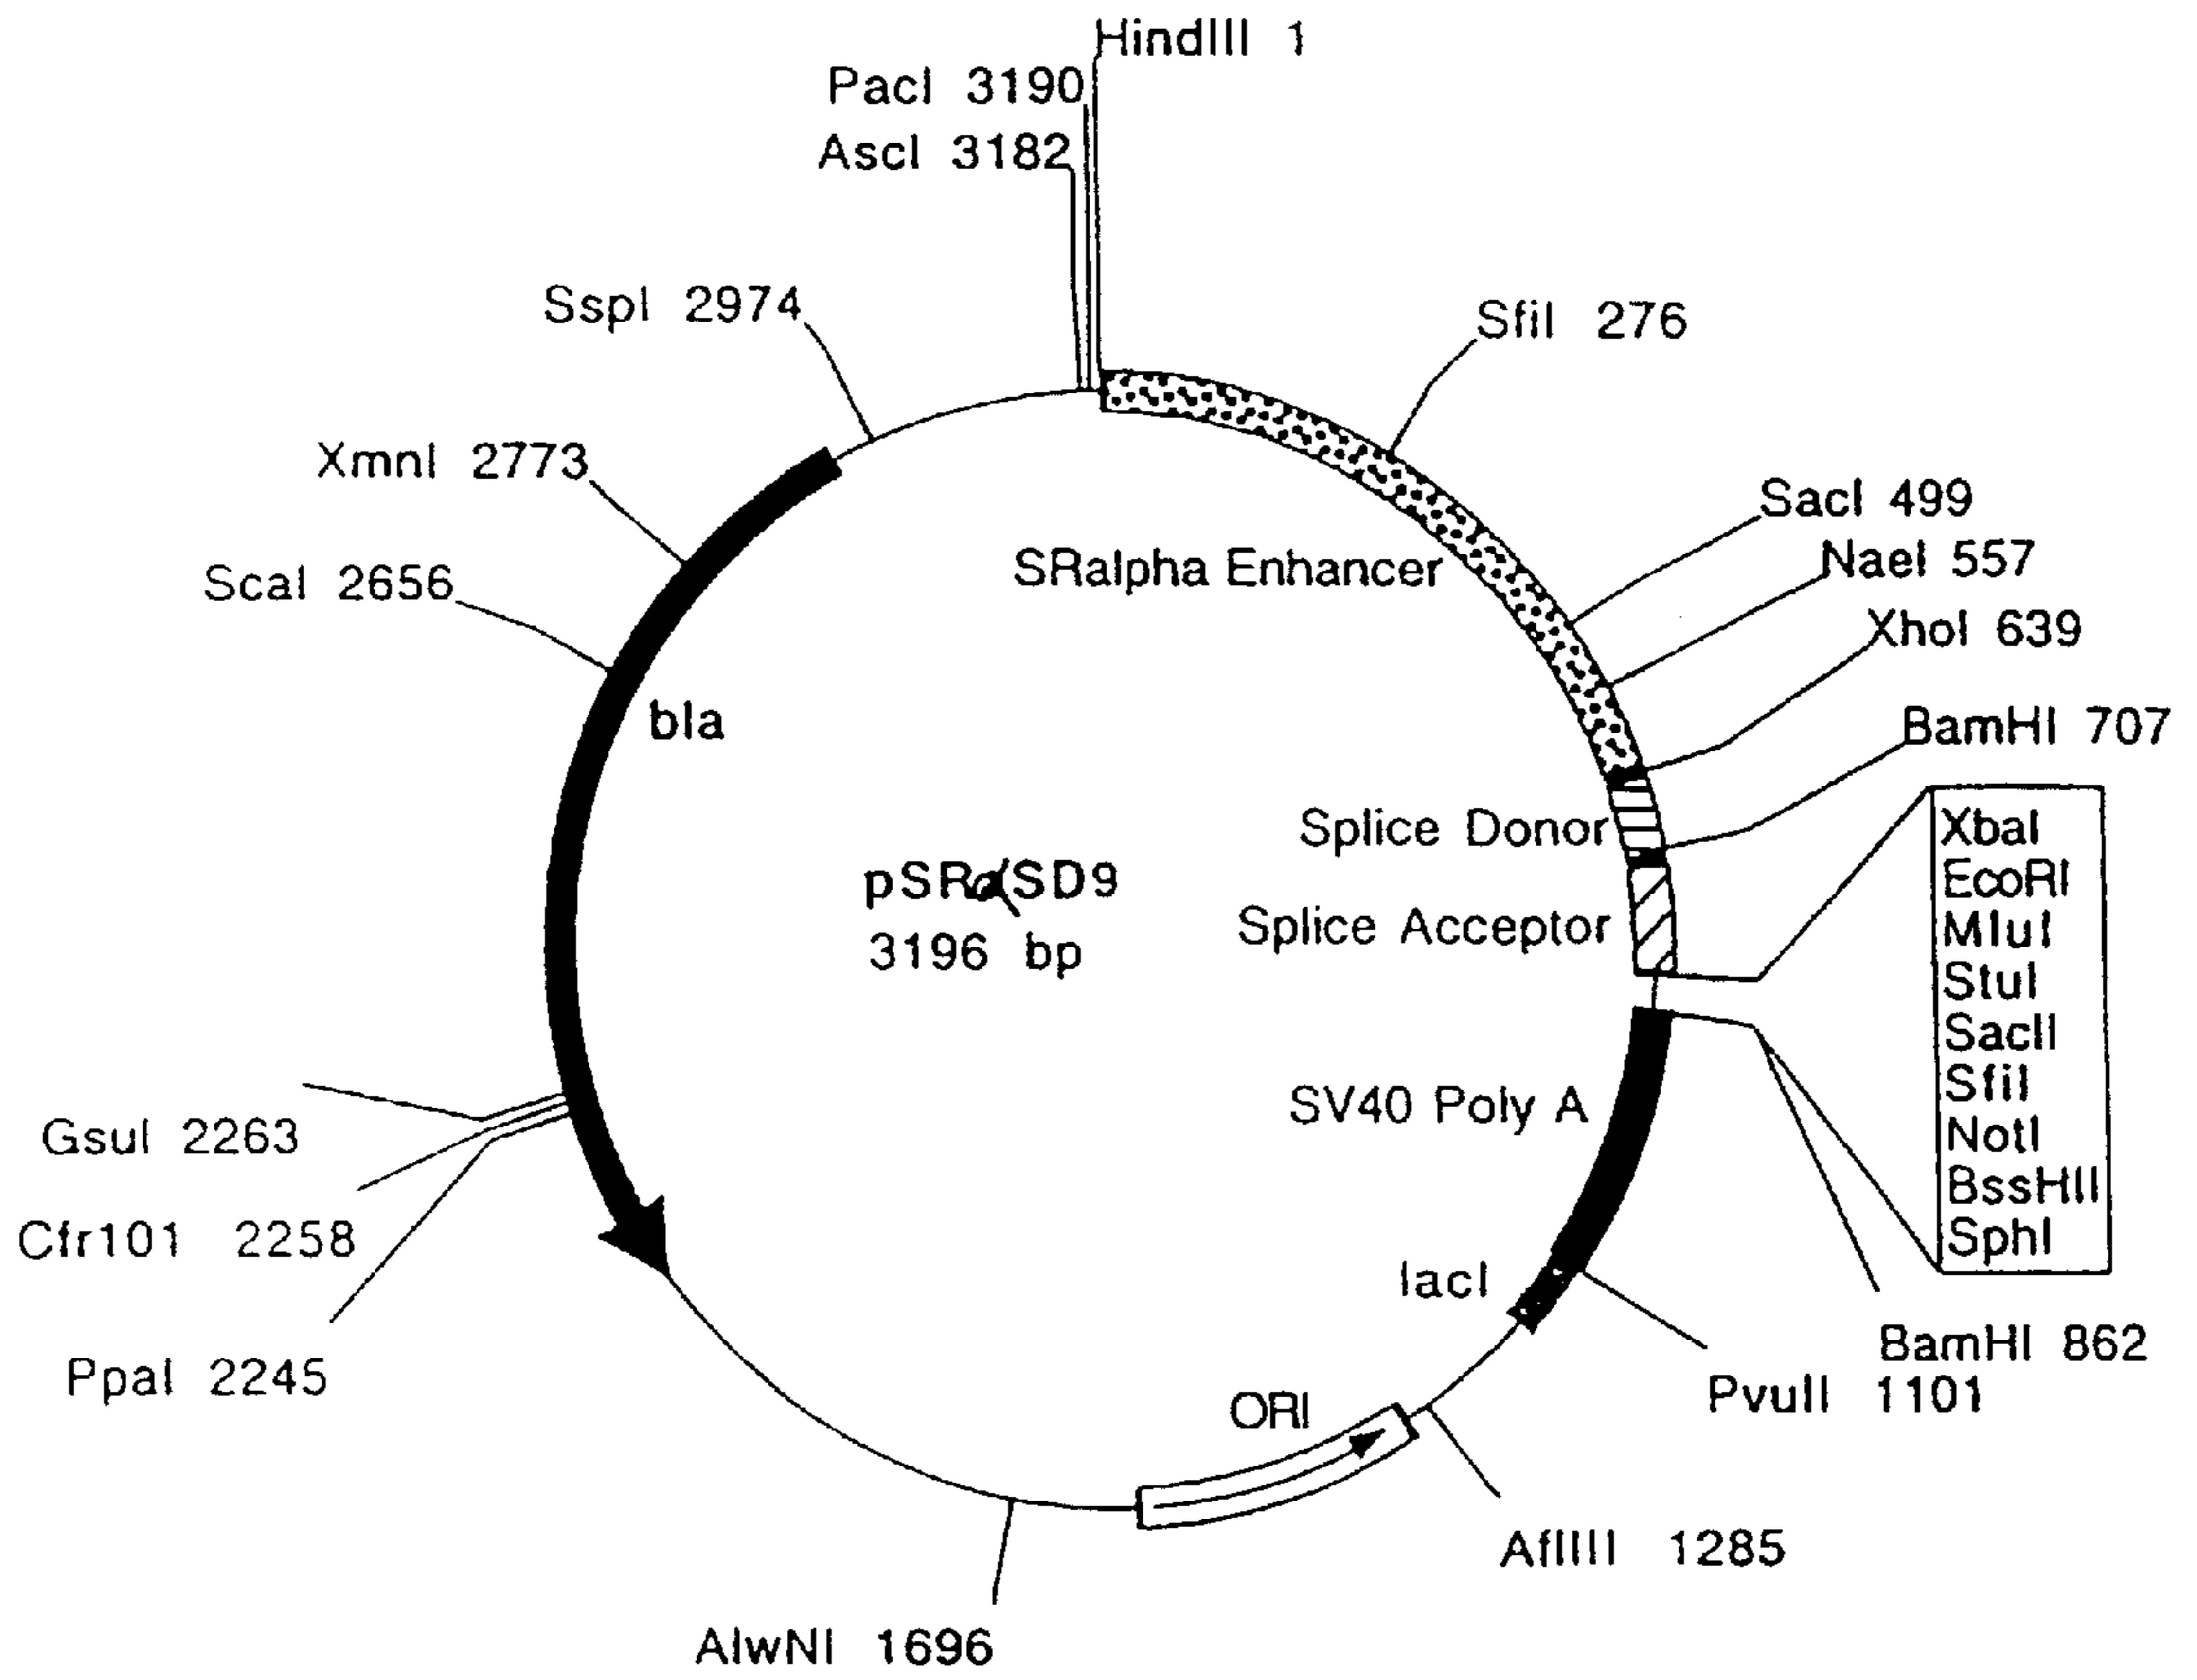 HindIII 1
PacI 3190
AscI 3182
SspI 2974
SfiI 276
XmnI 2773
SacI 499
NaeI 557
ScaI 2656
SRalpha Enhancer
XhoI 639
bla
BamHI 707
Splice Donor
XbaI
EcoRI
MluI
StuI
SacII
SfiI
NotI
BssHII
SphI
pSRαSD9
3196 bp
Splice Acceptor
SV40 Poly A
GsuI 2263
Cfr101 2258
lacI
BamHI 862
PpaI 2245
PvuII 1101
ORI
AflIII 1285
AlwNI 1696